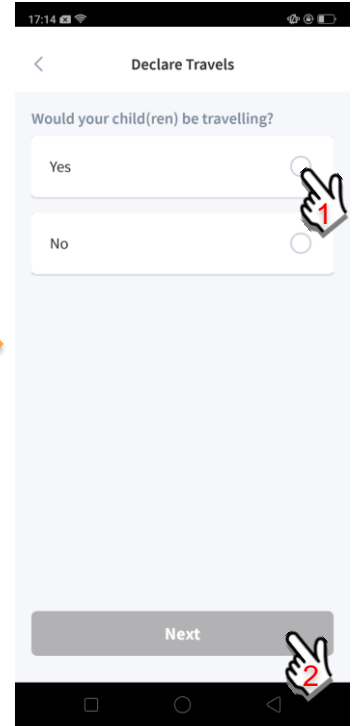 17:14
Declare Travels
Would your child(ren) be travelling?
Yes
1
No
Next
2